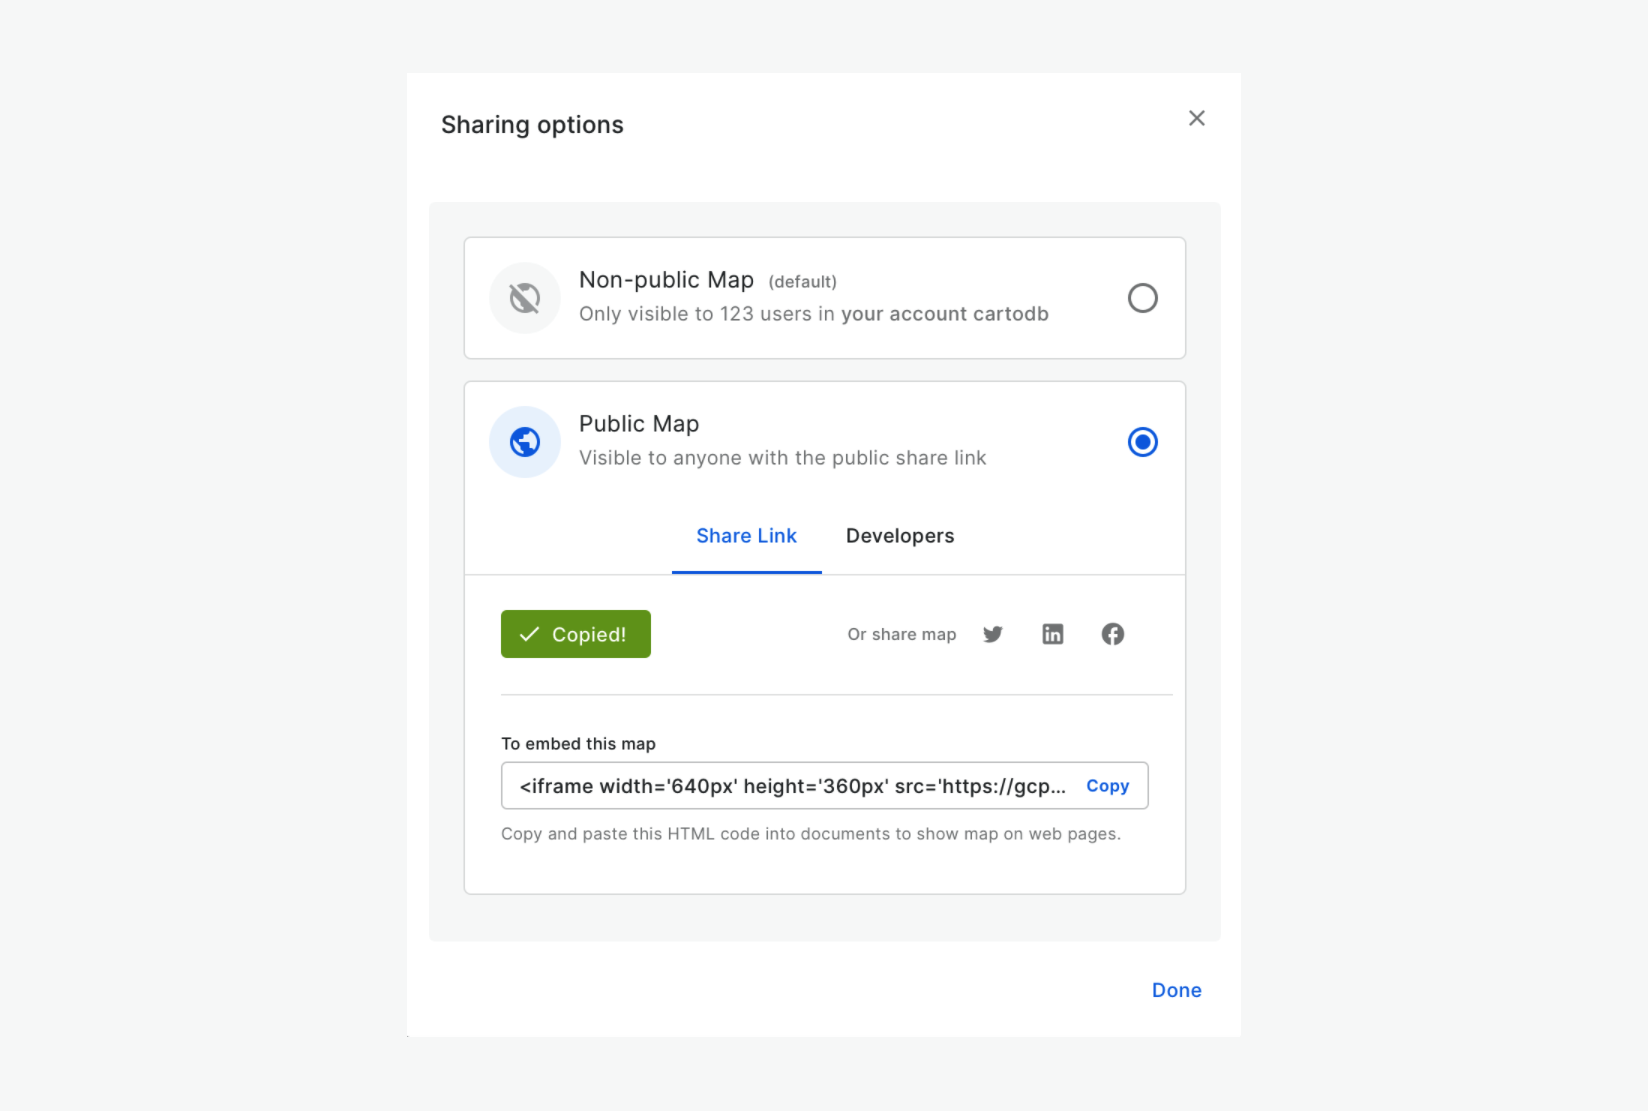 Sharing options
Non-public Map (default)
Only visible to 123 users in your account cartodb
Public Map
Visible to anyone with the public share link
Share Link Developers
Copied! Or share map
To embed this map
<iframe width='640px' height='360px' src='https://gcp... Copy
Copy and paste this HTML code into documents to show map on web pages.
Done